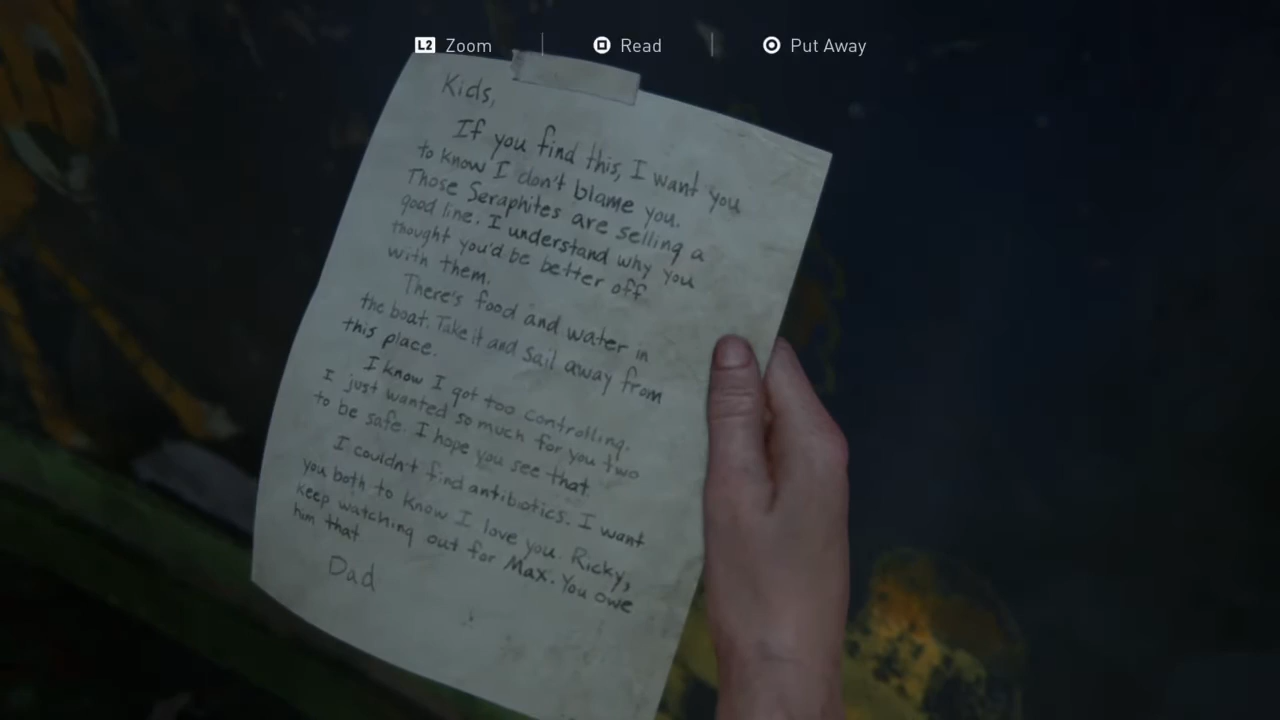 L2 Zoom | Read | Put Away
Kids,
If you find this, I want you
to know I don't blame you.
Those Seraphites are selling a
good line. I understand why you
thought you'd be better off
with them.
There's food and water in
the boat. Take it and sail away from
this place.
I know I got too controlling.
I just wanted so much for you two
to be safe. I hope you see that.
I couldn't find antibiotics. I want
you both to know I love you. Ricky,
keep watching out for Max. You owe
him that
Dad